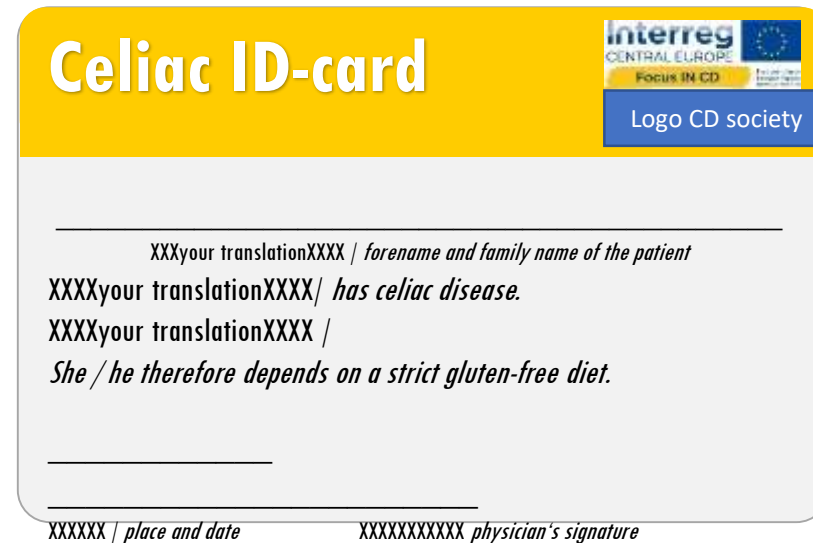 Celiac ID-card
Interreg
CENTRAL EUROPE
Focus IN CD
Logo CD society
XXXyour translationXXXX / forename and family name of the patient
XXXXyour translationXXXX/ has celiac disease.
XXXXyour translationXXXX /
She / he therefore depends on a strict gluten-free diet.
XXXXXX / place and date XXXXXXXXXXX physician's signature